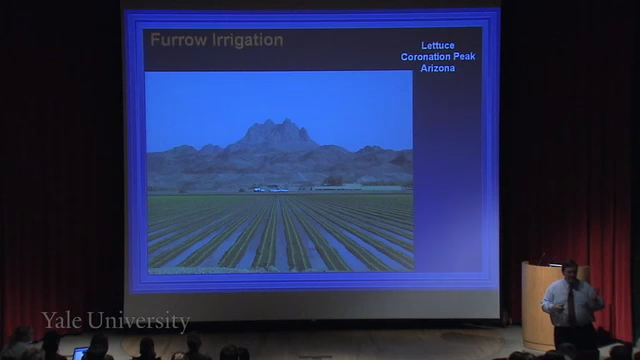 Furrow Irrigation
Lettuce
Coronation Peak
Arizona
Yale University